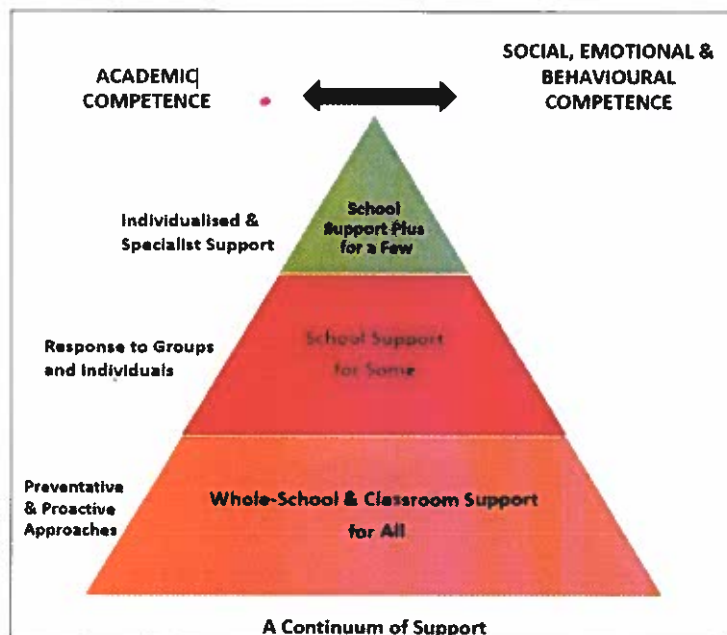 ACADEMIC
COMPETENCE
SOCIAL, EMOTIONAL &
BEHAVIOURAL
COMPETENCE
Individualised &
Specialist Support
School
Support Plus
for a Few
Response to Groups
and Individuals
School Support
for Some
Preventative
& Proactive
Approaches
Whole-School & Classroom Support
for All
A Continuum of Support